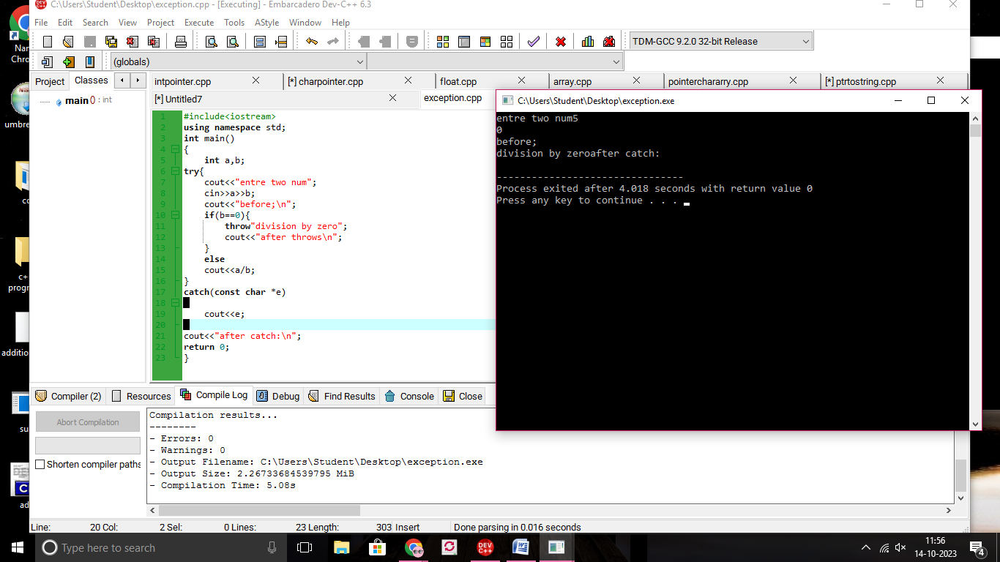 C:\Users\Student\Desktop\exception.cpp - [Executing] - Embarcadero Dev-C++ 6.3
File Edit Search View Project Execute Tools AStyle Window Help
TDM-GCC 9.2.0 32-bit Release
(globals)
Project Classes
intpointer.cpp [*] charpointer.cpp float.cpp array.cpp pointercharary.cpp [*] ptrtostring.cpp
[*] Untitled7 exception.cpp
main () : int
1 #include<iostream>
2 using namespace std;
3 int main()
4 {
5 int a,b;
6 try{
7 cout<<"entre two num";
8 cin>>a>>b;
9 cout<<"before;\n";
10 if(b==0){
11 throw"division by zero";
12 cout<<"after throws\n";
13 }
14 else
15 cout<<a/b;
16 }
17 catch(const char *e)
18
19 cout<<e;
20
21 cout<<"after catch:\n";
22 return 0;
23 }
C:\Users\Student\Desktop\exception.exe
entre two num5
0
before;
division by zeroafter catch:
--------------------------------
Process exited after 4.018 seconds with return value 0
Press any key to continue . . .
Compiler (2) Resources Compile Log Debug Find Results Console Close
Abort Compilation
Shorten compiler paths
Compilation results...
--------
- Errors: 0
- Warnings: 0
- Output Filename: C:\Users\Student\Desktop\exception.exe
- Output Size: 2.26733684539795 MiB
- Compilation Time: 5.08s
Line: 20 Col: 2 Sel: 0 Lines: 23 Length: 303 Insert Done parsing in 0.016 seconds
Chro
umbre
c+
progr
addition
su
ad
Type here to search
DEV
C++
11:56
14-10-2023
4